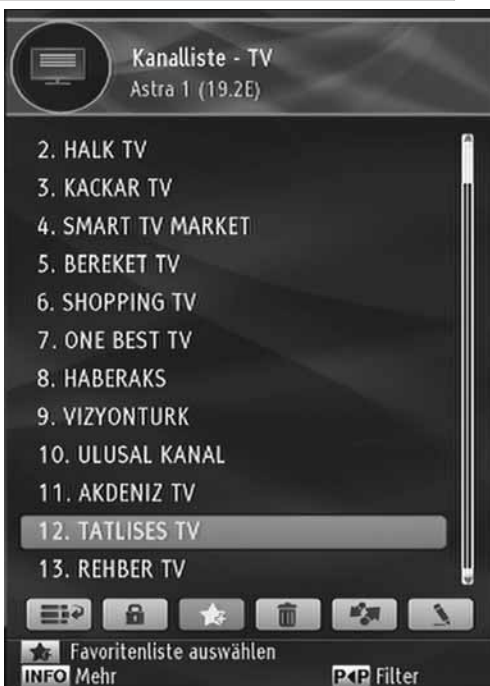 Kanalliste - TV
Astra 1 (19.2E)
2. HALK TV
3. KACKAR TV
4. SMART TV MARKET
5. BEREKET TV
6. SHOPPING TV
7. ONE BEST TV
8. HABERAKS
9. VIZYONTURK
10. ULUSAL KANAL
11. AKDENIZ TV
12. TATLISES TV
13. REHBER TV
Favoritenliste auswählen
INFO Mehr P◂P Filter